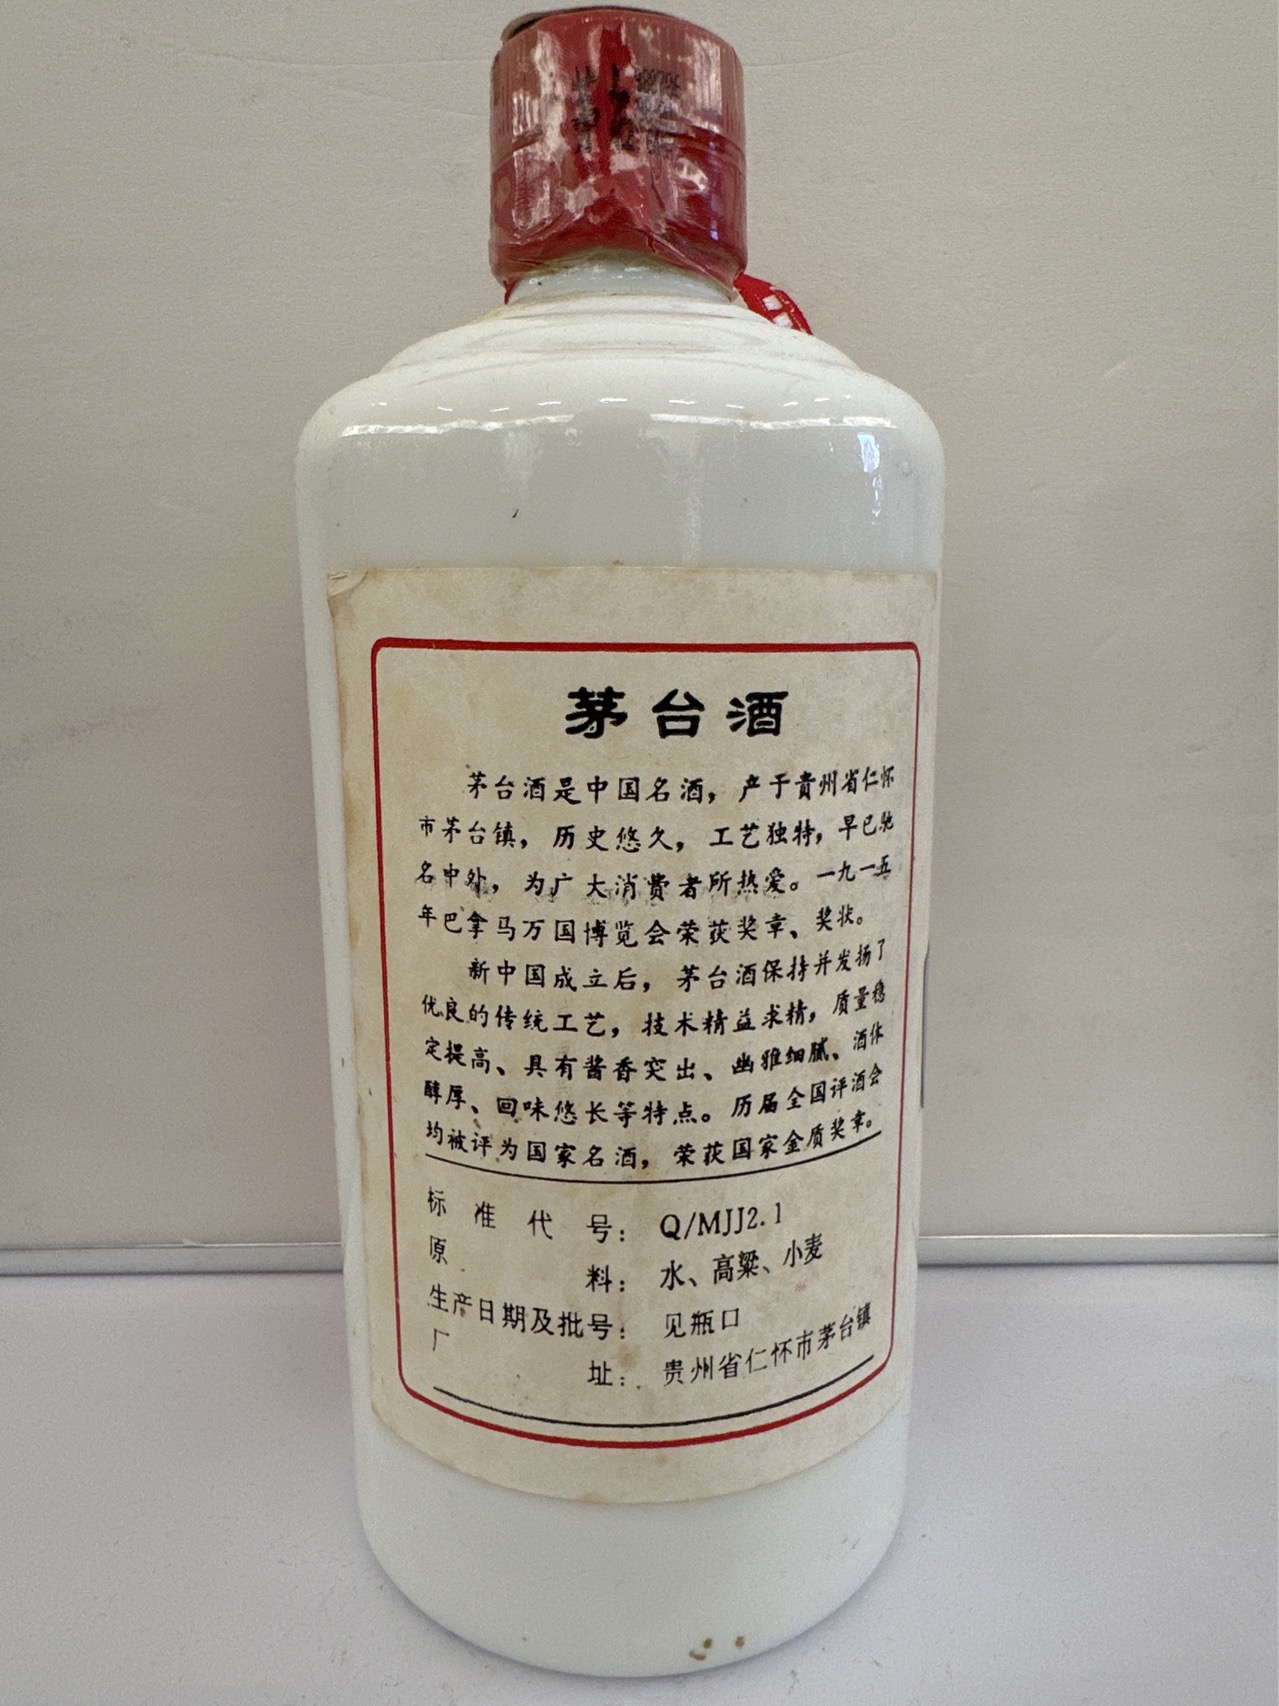 茅台酒
茅台酒是中国名酒，产于贵州省仁怀
市茅台镇，历史悠久，工艺独特，早已驰
名中外，为广大消费者所热爱。一九一五
年巴拿马万国博览会荣获奖章、奖状。
新中国成立后，茅台酒保持并发扬了
优良的传统工艺，技术精益求精，质量稳
定提高、具有酱香突出、幽雅细腻、酒体
醇厚、回味悠长等特点。历届全国评酒会
均被评为国家名酒，荣获国家金质奖章。
标准代号：Q/MJJ2.1
原料：水、高粱、小麦
生产日期及批号：见瓶口
厂址：贵州省仁怀市茅台镇